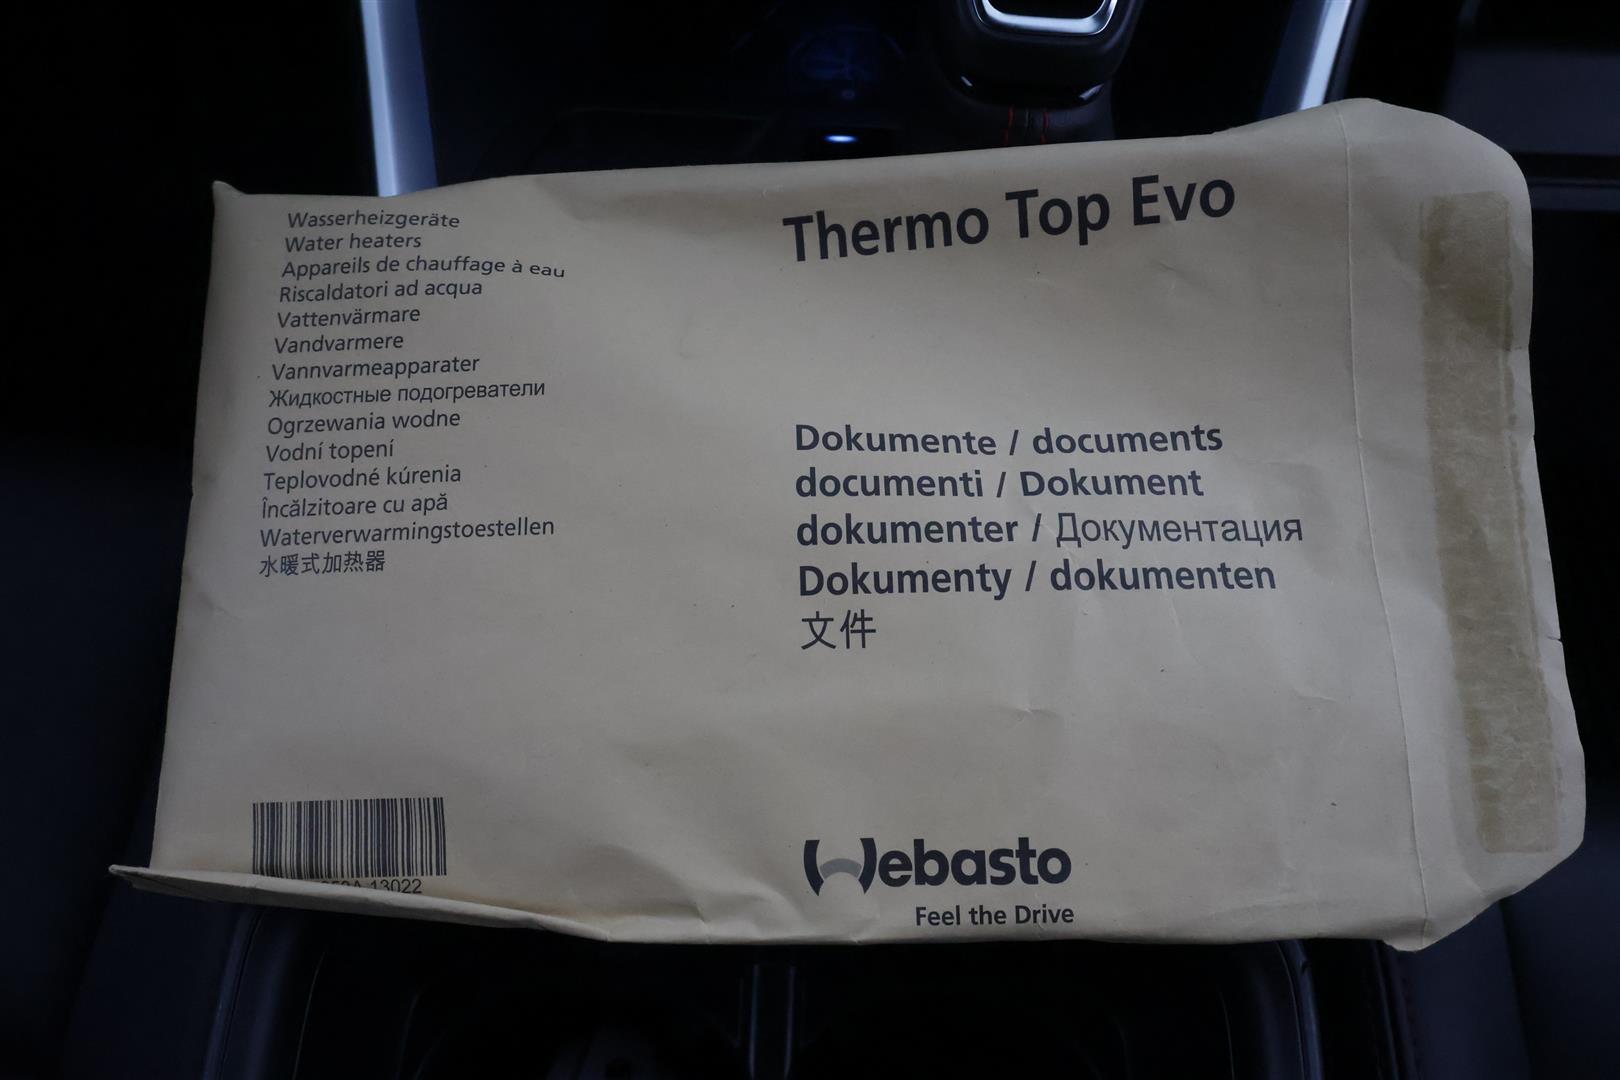 Wasserheizgeräte
Water heaters
Appareils de chauffage à eau
Riscaldatori ad acqua
Vattenvärmare
Vandvarmere
Vannvarmeapparater
Жидкостные подогреватели
Ogrzewania wodne
Vodní topení
Teplovodné kúrenia
Încălzitoare cu apă
Waterverwarmingstoestellen
水暖式加热器
13022
Thermo Top Evo
Dokumente / documents
documenti / Dokument
dokumenter / Документация
Dokumenty / dokumenten
文件
Webasto
Feel the Drive